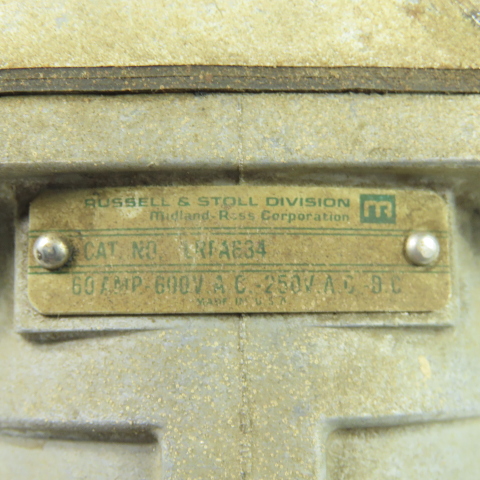 RUSSELL & STOLL DIVISION
Midland-Ross Corporation
CAT. NO.
60 AMP 600V A.C.-250V A.C. D.C.
MADE IN U.S.A.